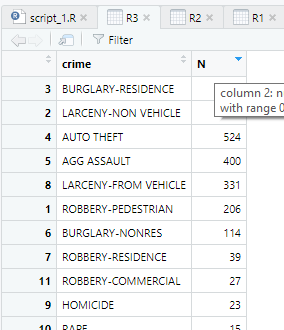 script_1.R R3 R2 R1
Filter
crime N
3 BURGLARY-RESIDENCE
2 LARCENY-NON VEHICLE
column 2: n
with range 0
4 AUTO THEFT 524
5 AGG ASSAULT 400
8 LARCENY-FROM VEHICLE 331
1 ROBBERY-PEDESTRIAN 206
6 BURGLARY-NONRES 114
7 ROBBERY-RESIDENCE 39
11 ROBBERY-COMMERCIAL 27
9 HOMICIDE 23
10 RAPE 15